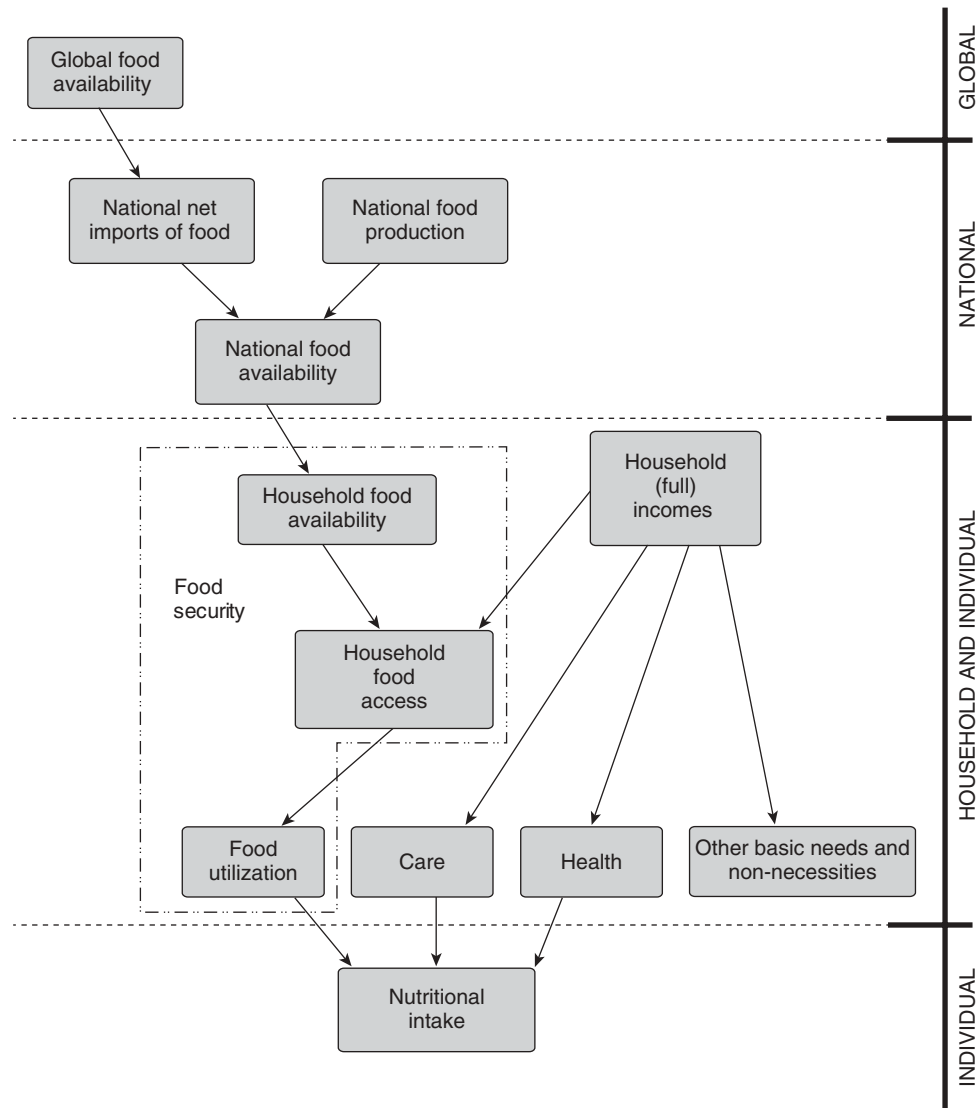 Global food
availability
GLOBAL
National net
imports of food
National food
production
National food
availability
NATIONAL
Household food
availability
Household
(full)
incomes
Food
security
Household
food
access
Food
utilization
Care
Health
Other basic needs and
non-necessities
HOUSEHOLD AND INDIVIDUAL
Nutritional
intake
INDIVIDUAL